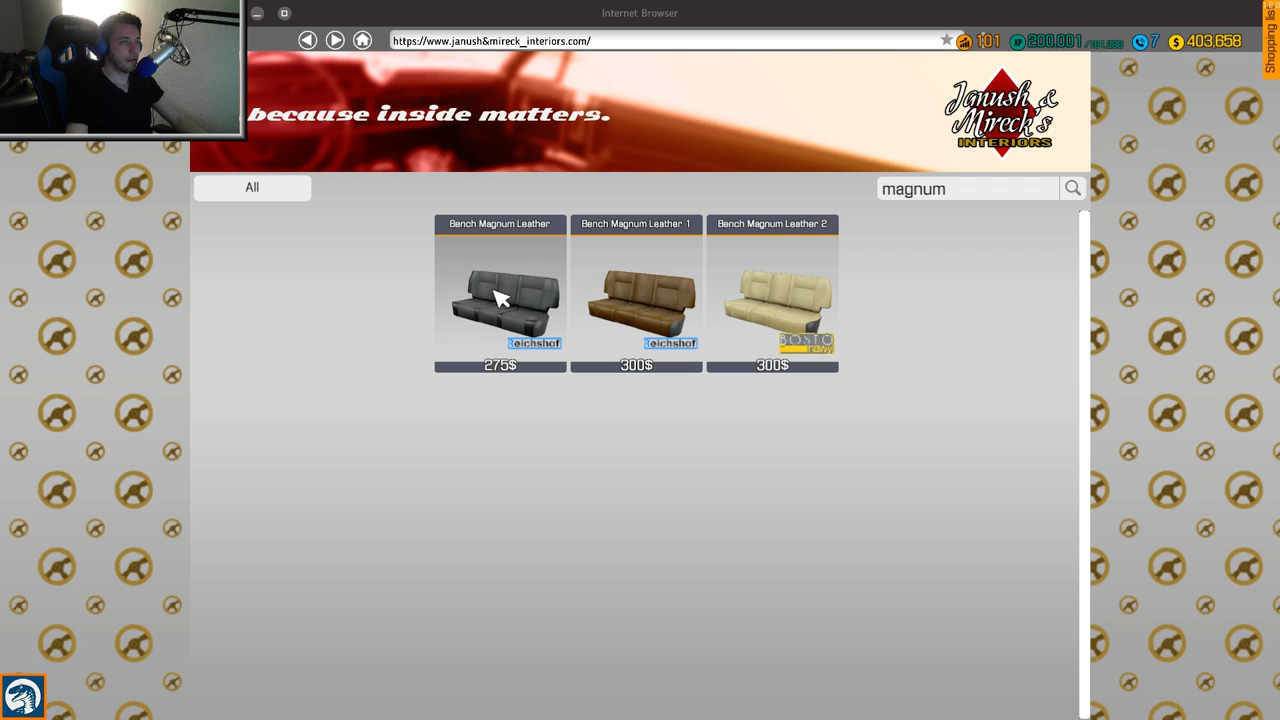 Internet Browser
https://www.janush&mireck_interiors.com/
101
XP 200.001
7
$ 403,658
Shopping list
because inside matters.
Janush &
Mireck's
INTERIORS
All
magnum
Bench Magnum Leather
Bench Magnum Leather 1
Bench Magnum Leather 2
Reichshof
Reichshof
275$
300$
300$